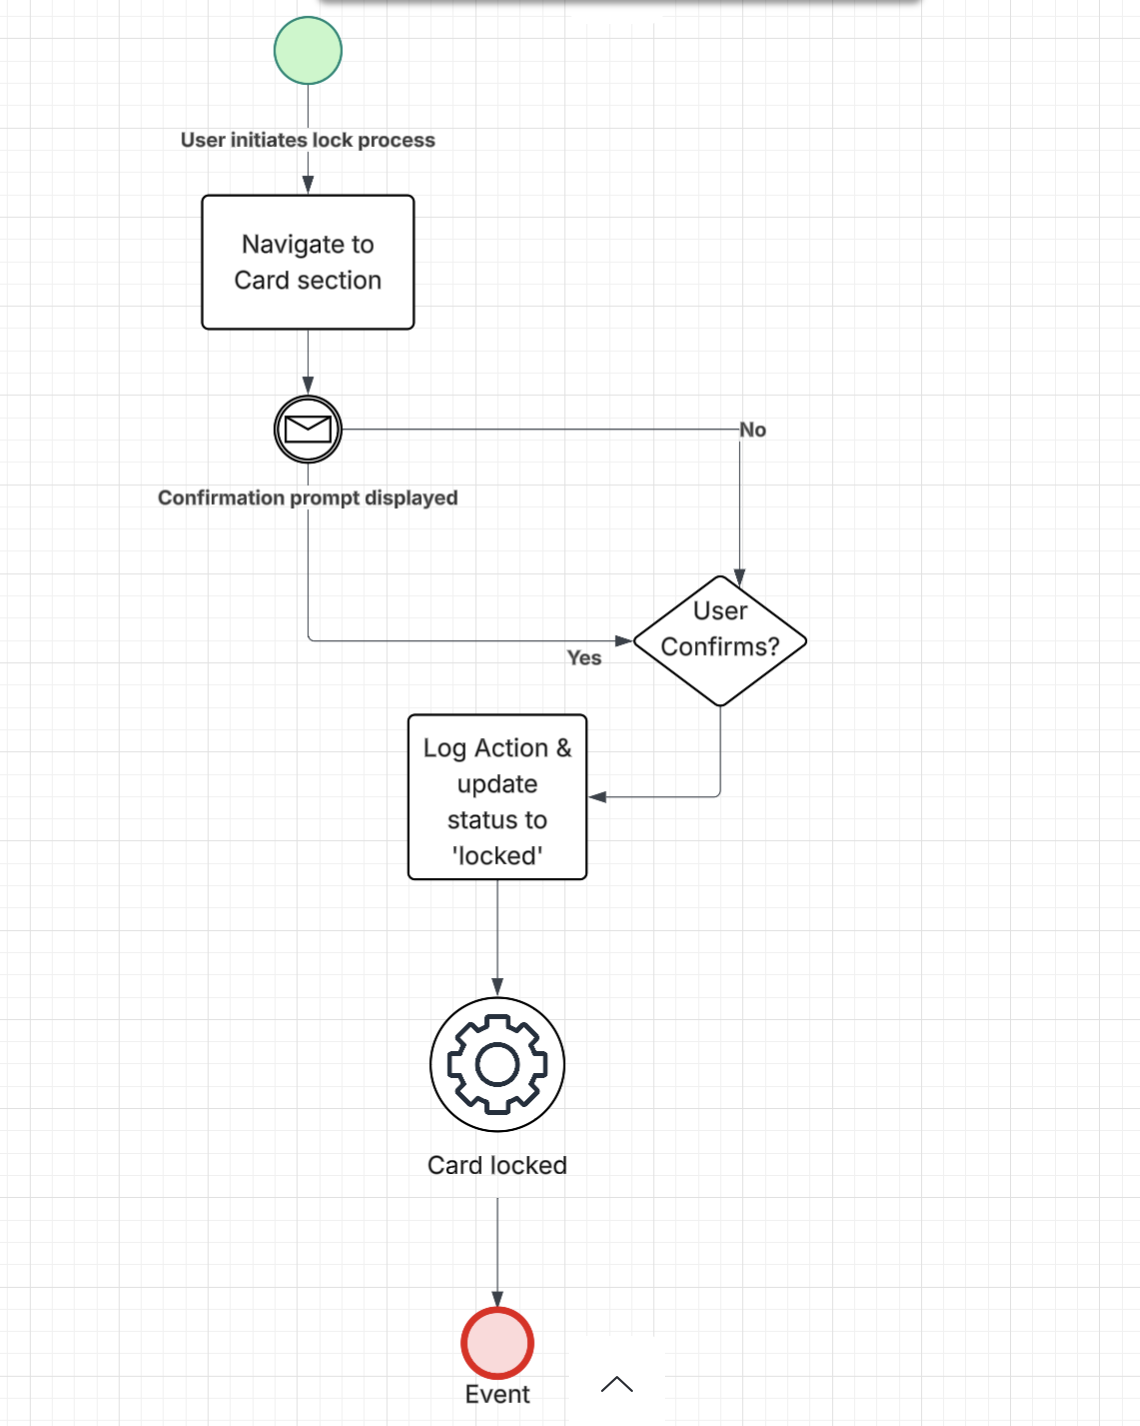 User initiates lock process
Navigate to
Card section
No
Confirmation prompt displayed
User
Confirms?
Yes
Log Action &
update
status to
'locked'
Card locked
Event